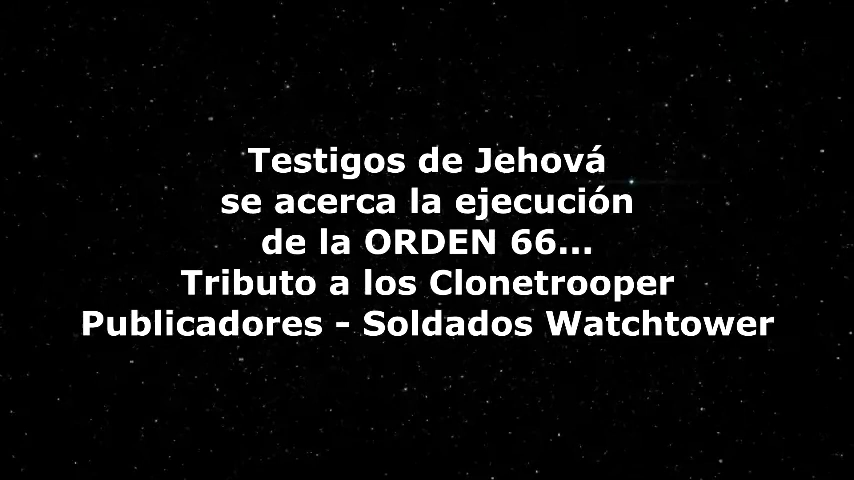 Testigos de Jehová
se acerca la ejecución
de la ORDEN 66...
Tributo a los Clonetrooper
Publicadores - Soldados Watchtower